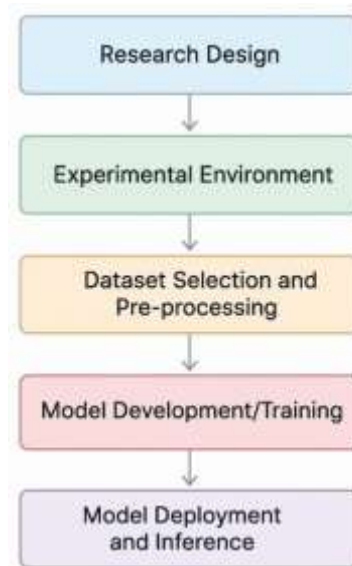 Research Design
Experimental Environment
Dataset Selection and
Pre-processing
Model Development/Training
Model Deployment
and Inference